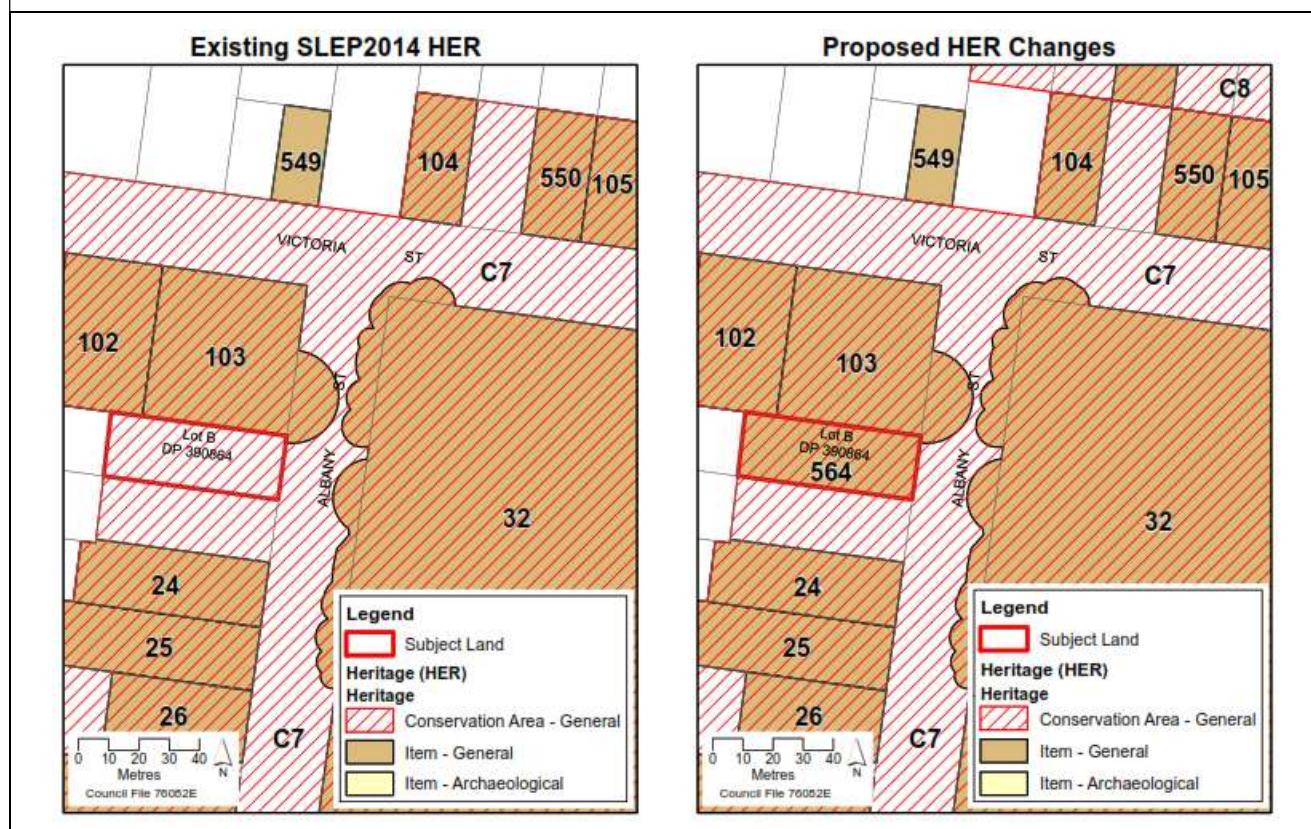 Existing SLEP2014 HER
549
104
550
105
VICTORIA
ST
C7
102
103
ST
Lot B
DP 390864
ALBANY
32
24
25
26
C7
Legend
Subject Land
Heritage (HER)
Heritage
Conservation Area - General
Item - General
Item - Archaeological
0 10 20 30 40
Metres
N
Council File 76052E
Proposed HER Changes
C8
549
104
550
105
VICTORIA
ST
C7
102
103
ST
Lot B
DP 390864
564
ALBANY
32
24
25
26
C7
Legend
Subject Land
Heritage (HER)
Heritage
Conservation Area - General
Item - General
Item - Archaeological
0 10 20 30 40
Metres
N
Council File 76052E